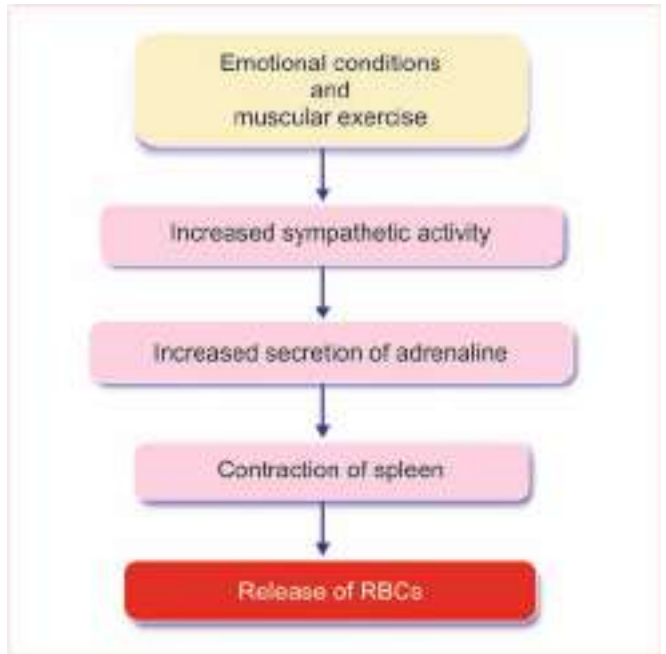 Emotional conditions
and
muscular exercise
Increased sympathetic activity
Increased secretion of adrenaline
Contraction of spleen
Release of RBCs